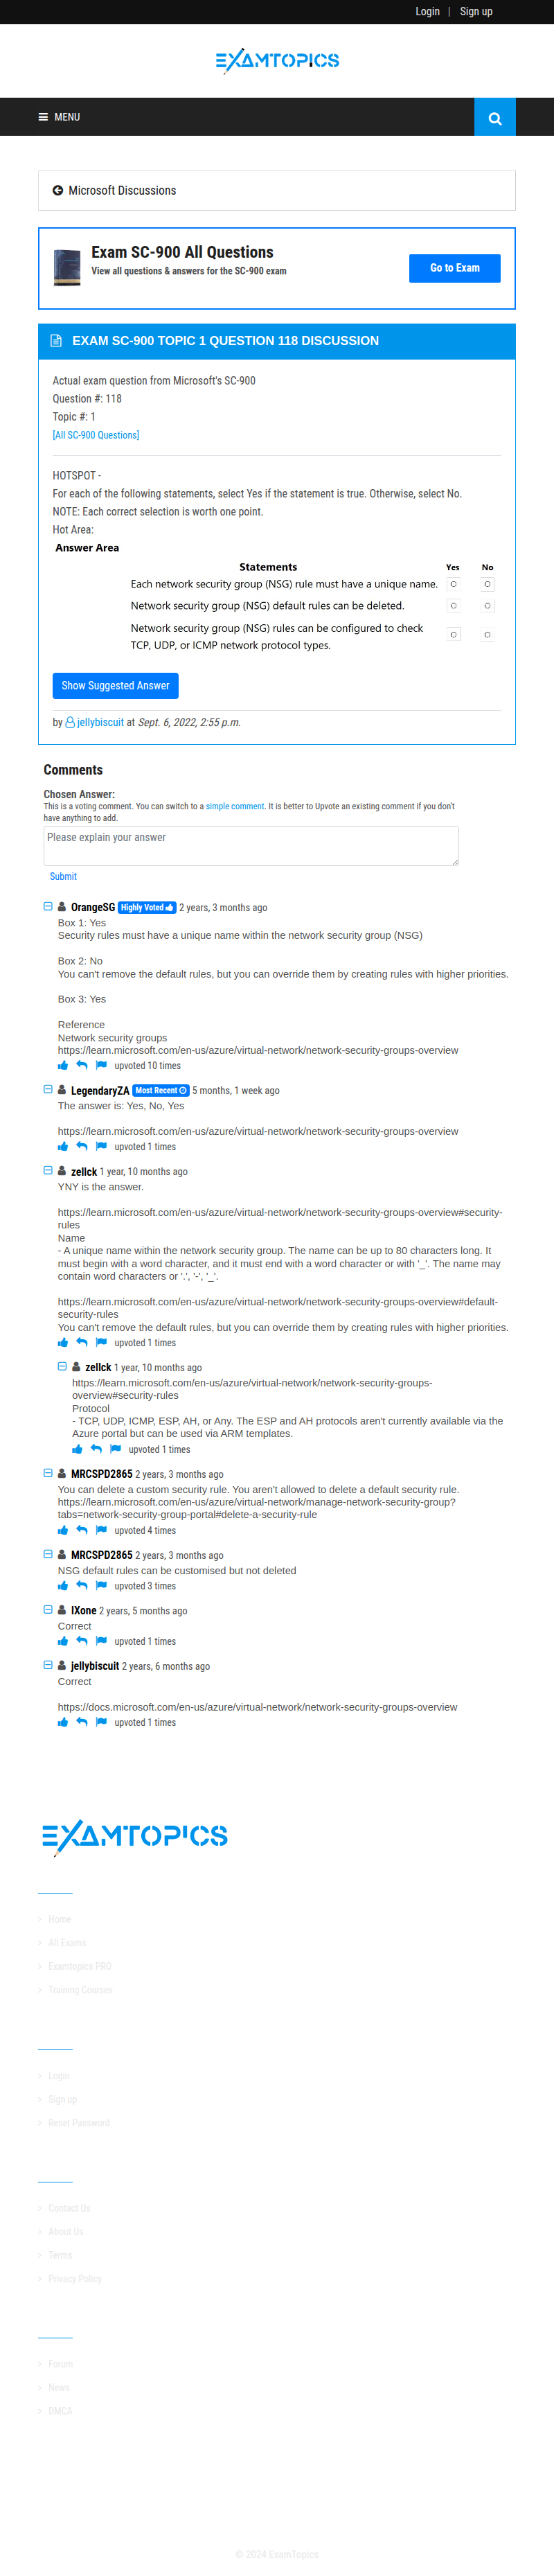 Login | Sign up
EXAMTOPICS
MENU
Microsoft Discussions
Exam SC-900 All Questions
View all questions & answers for the SC-900 exam
Go to Exam
EXAM SC-900 TOPIC 1 QUESTION 118 DISCUSSION
Actual exam question from Microsoft's SC-900
Question #: 118
Topic #: 1
[All SC-900 Questions]
HOTSPOT -
For each of the following statements, select Yes if the statement is true. Otherwise, select No.
NOTE: Each correct selection is worth one point.
Hot Area:
Answer Area
Statements Yes No
Each network security group (NSG) rule must have a unique name.
Network security group (NSG) default rules can be deleted.
Network security group (NSG) rules can be configured to check
TCP, UDP, or ICMP network protocol types.
Show Suggested Answer
by jellybiscuit at Sept. 6, 2022, 2:55 p.m.
Comments
Chosen Answer:
This is a voting comment. You can switch to a simple comment. It is better to Upvote an existing comment if you don't
have anything to add.
Please explain your answer
Submit
OrangeSG Highly Voted 2 years, 3 months ago
Box 1: Yes
Security rules must have a unique name within the network security group (NSG)
Box 2: No
You can't remove the default rules, but you can override them by creating rules with higher priorities.
Box 3: Yes
Reference
Network security groups
https://learn.microsoft.com/en-us/azure/virtual-network/network-security-groups-overview
upvoted 10 times
LegendaryZA Most Recent 5 months, 1 week ago
The answer is: Yes, No, Yes
https://learn.microsoft.com/en-us/azure/virtual-network/network-security-groups-overview
upvoted 1 times
zellck 1 year, 10 months ago
YNY is the answer.
https://learn.microsoft.com/en-us/azure/virtual-network/network-security-groups-overview#security-
rules
Name
- A unique name within the network security group. The name can be up to 80 characters long. It
must begin with a word character, and it must end with a word character or with '_'. The name may
contain word characters or '.', '-', '_'.
https://learn.microsoft.com/en-us/azure/virtual-network/network-security-groups-overview#default-
security-rules
You can't remove the default rules, but you can override them by creating rules with higher priorities.
upvoted 1 times
zellck 1 year, 10 months ago
https://learn.microsoft.com/en-us/azure/virtual-network/network-security-groups-
overview#security-rules
Protocol
- TCP, UDP, ICMP, ESP, AH, or Any. The ESP and AH protocols aren't currently available via the
Azure portal but can be used via ARM templates.
upvoted 1 times
MRCSPD2865 2 years, 3 months ago
You can delete a custom security rule. You aren't allowed to delete a default security rule.
https://learn.microsoft.com/en-us/azure/virtual-network/manage-network-security-group?
tabs=network-security-group-portal#delete-a-security-rule
upvoted 4 times
MRCSPD2865 2 years, 3 months ago
NSG default rules can be customised but not deleted
upvoted 3 times
IXone 2 years, 5 months ago
Correct
upvoted 1 times
jellybiscuit 2 years, 6 months ago
Correct
https://docs.microsoft.com/en-us/azure/virtual-network/network-security-groups-overview
upvoted 1 times
EXAMTOPICS
Home
All Exams
Examtopics PRO
Training Courses
Login
Sign up
Reset Password
Contact Us
About Us
Terms
Privacy Policy
Forum
News
DMCA
© 2024 ExamTopics